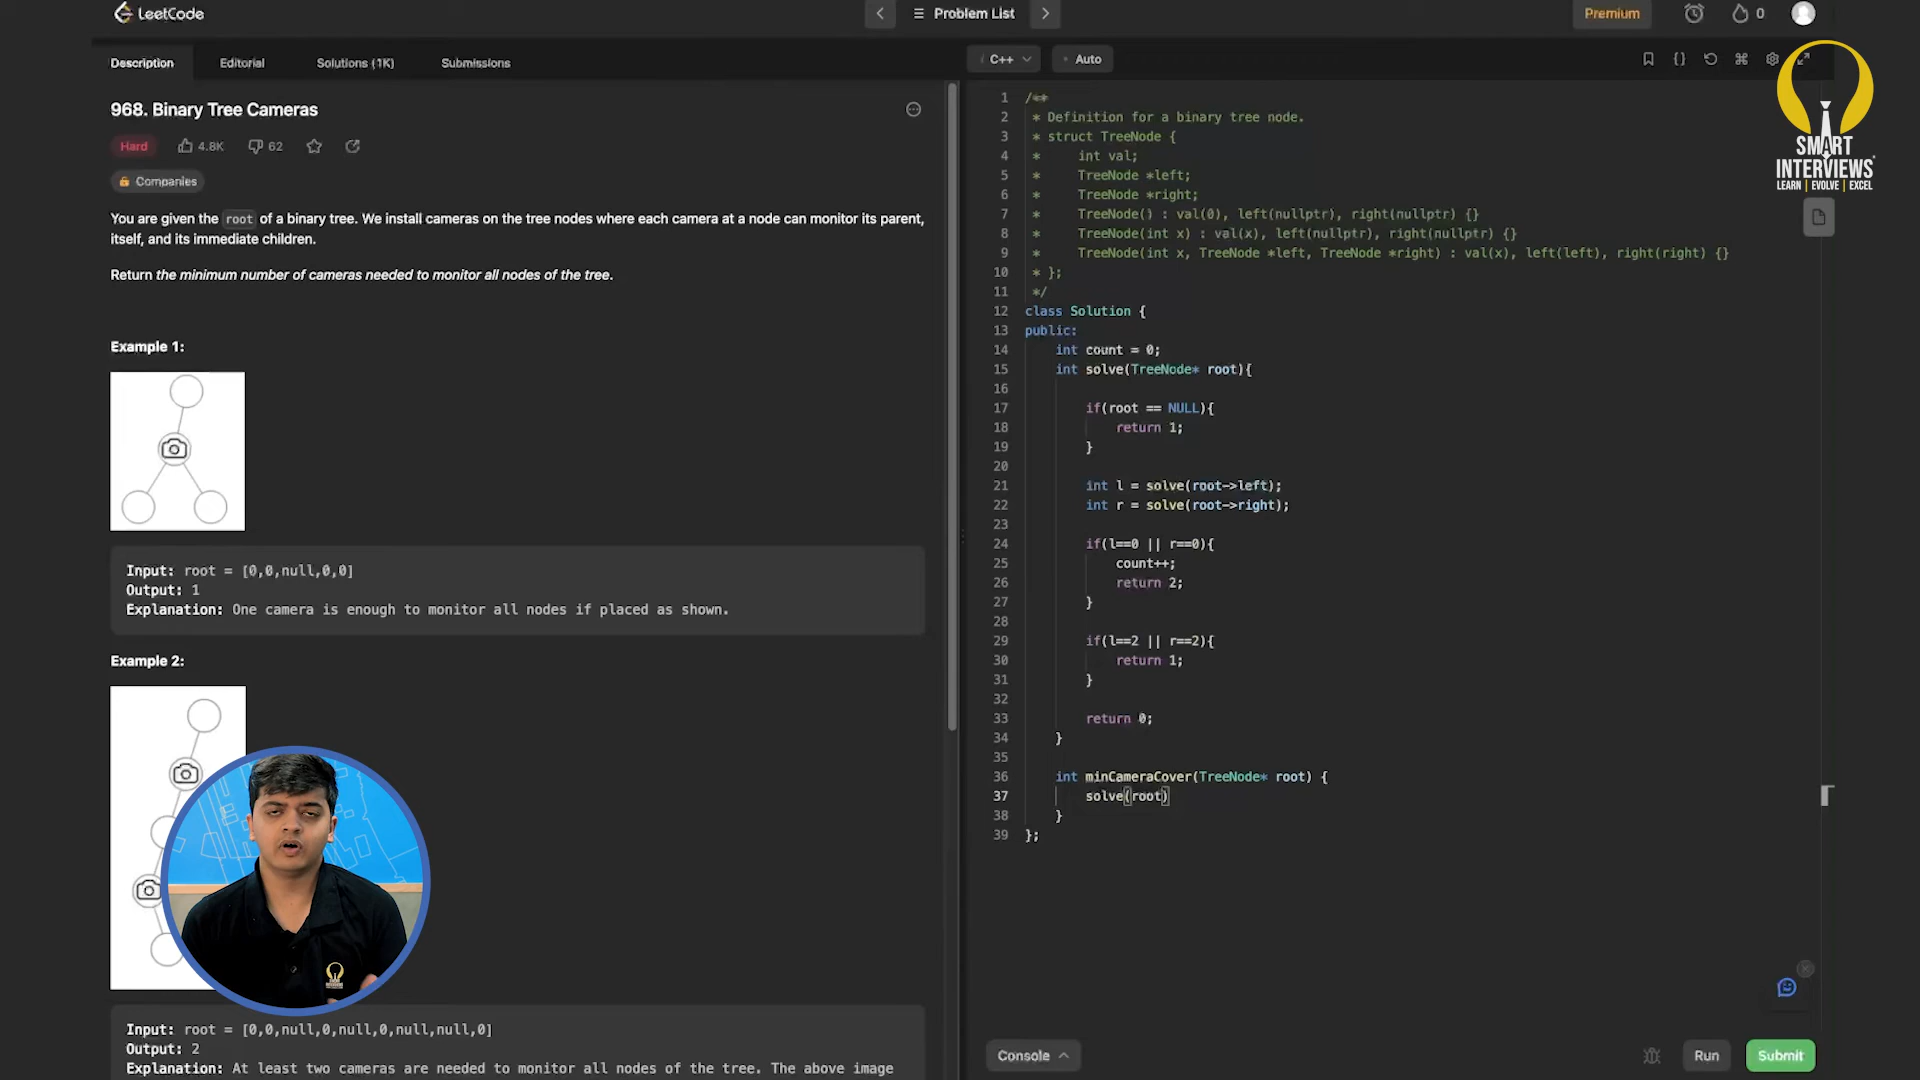 LeetCode
Problem List
Premium
0
Description
Editorial
Solutions (1K)
Submissions
C++
Auto
968. Binary Tree Cameras
Hard
4.8K
62
Companies
You are given the root of a binary tree. We install cameras on the tree nodes where each camera at a node can monitor its parent,
itself, and its immediate children.
Return the minimum number of cameras needed to monitor all nodes of the tree.
Example 1:
Input: root = [0,0,null,0,0]
Output: 1
Explanation: One camera is enough to monitor all nodes if placed as shown.
Example 2:
Input: root = [0,0,null,0,null,0,null,null,0]
Output: 2
Explanation: At least two cameras are needed to monitor all nodes of the tree. The above image
1 /**
2 * Definition for a binary tree node.
3 * struct TreeNode {
4 *     int val;
5 *     TreeNode *left;
6 *     TreeNode *right;
7 *     TreeNode() : val(0), left(nullptr), right(nullptr) {}
8 *     TreeNode(int x) : val(x), left(nullptr), right(nullptr) {}
9 *     TreeNode(int x, TreeNode *left, TreeNode *right) : val(x), left(left), right(right) {}
10 * };
11 */
12 class Solution {
13 public:
14     int count = 0;
15     int solve(TreeNode* root){
16
17         if(root == NULL){
18             return 1;
19         }
20
21         int l = solve(root->left);
22         int r = solve(root->right);
23
24         if(l==0 || r==0){
25             count++;
26             return 2;
27         }
28
29         if(l==2 || r==2){
30             return 1;
31         }
32
33         return 0;
34     }
35
36     int minCameraCover(TreeNode* root) {
37         solve(root)
38     }
39 };
Console
Run
Submit
SMART
INTERVIEWS
LEARN | EVOLVE | EXCEL